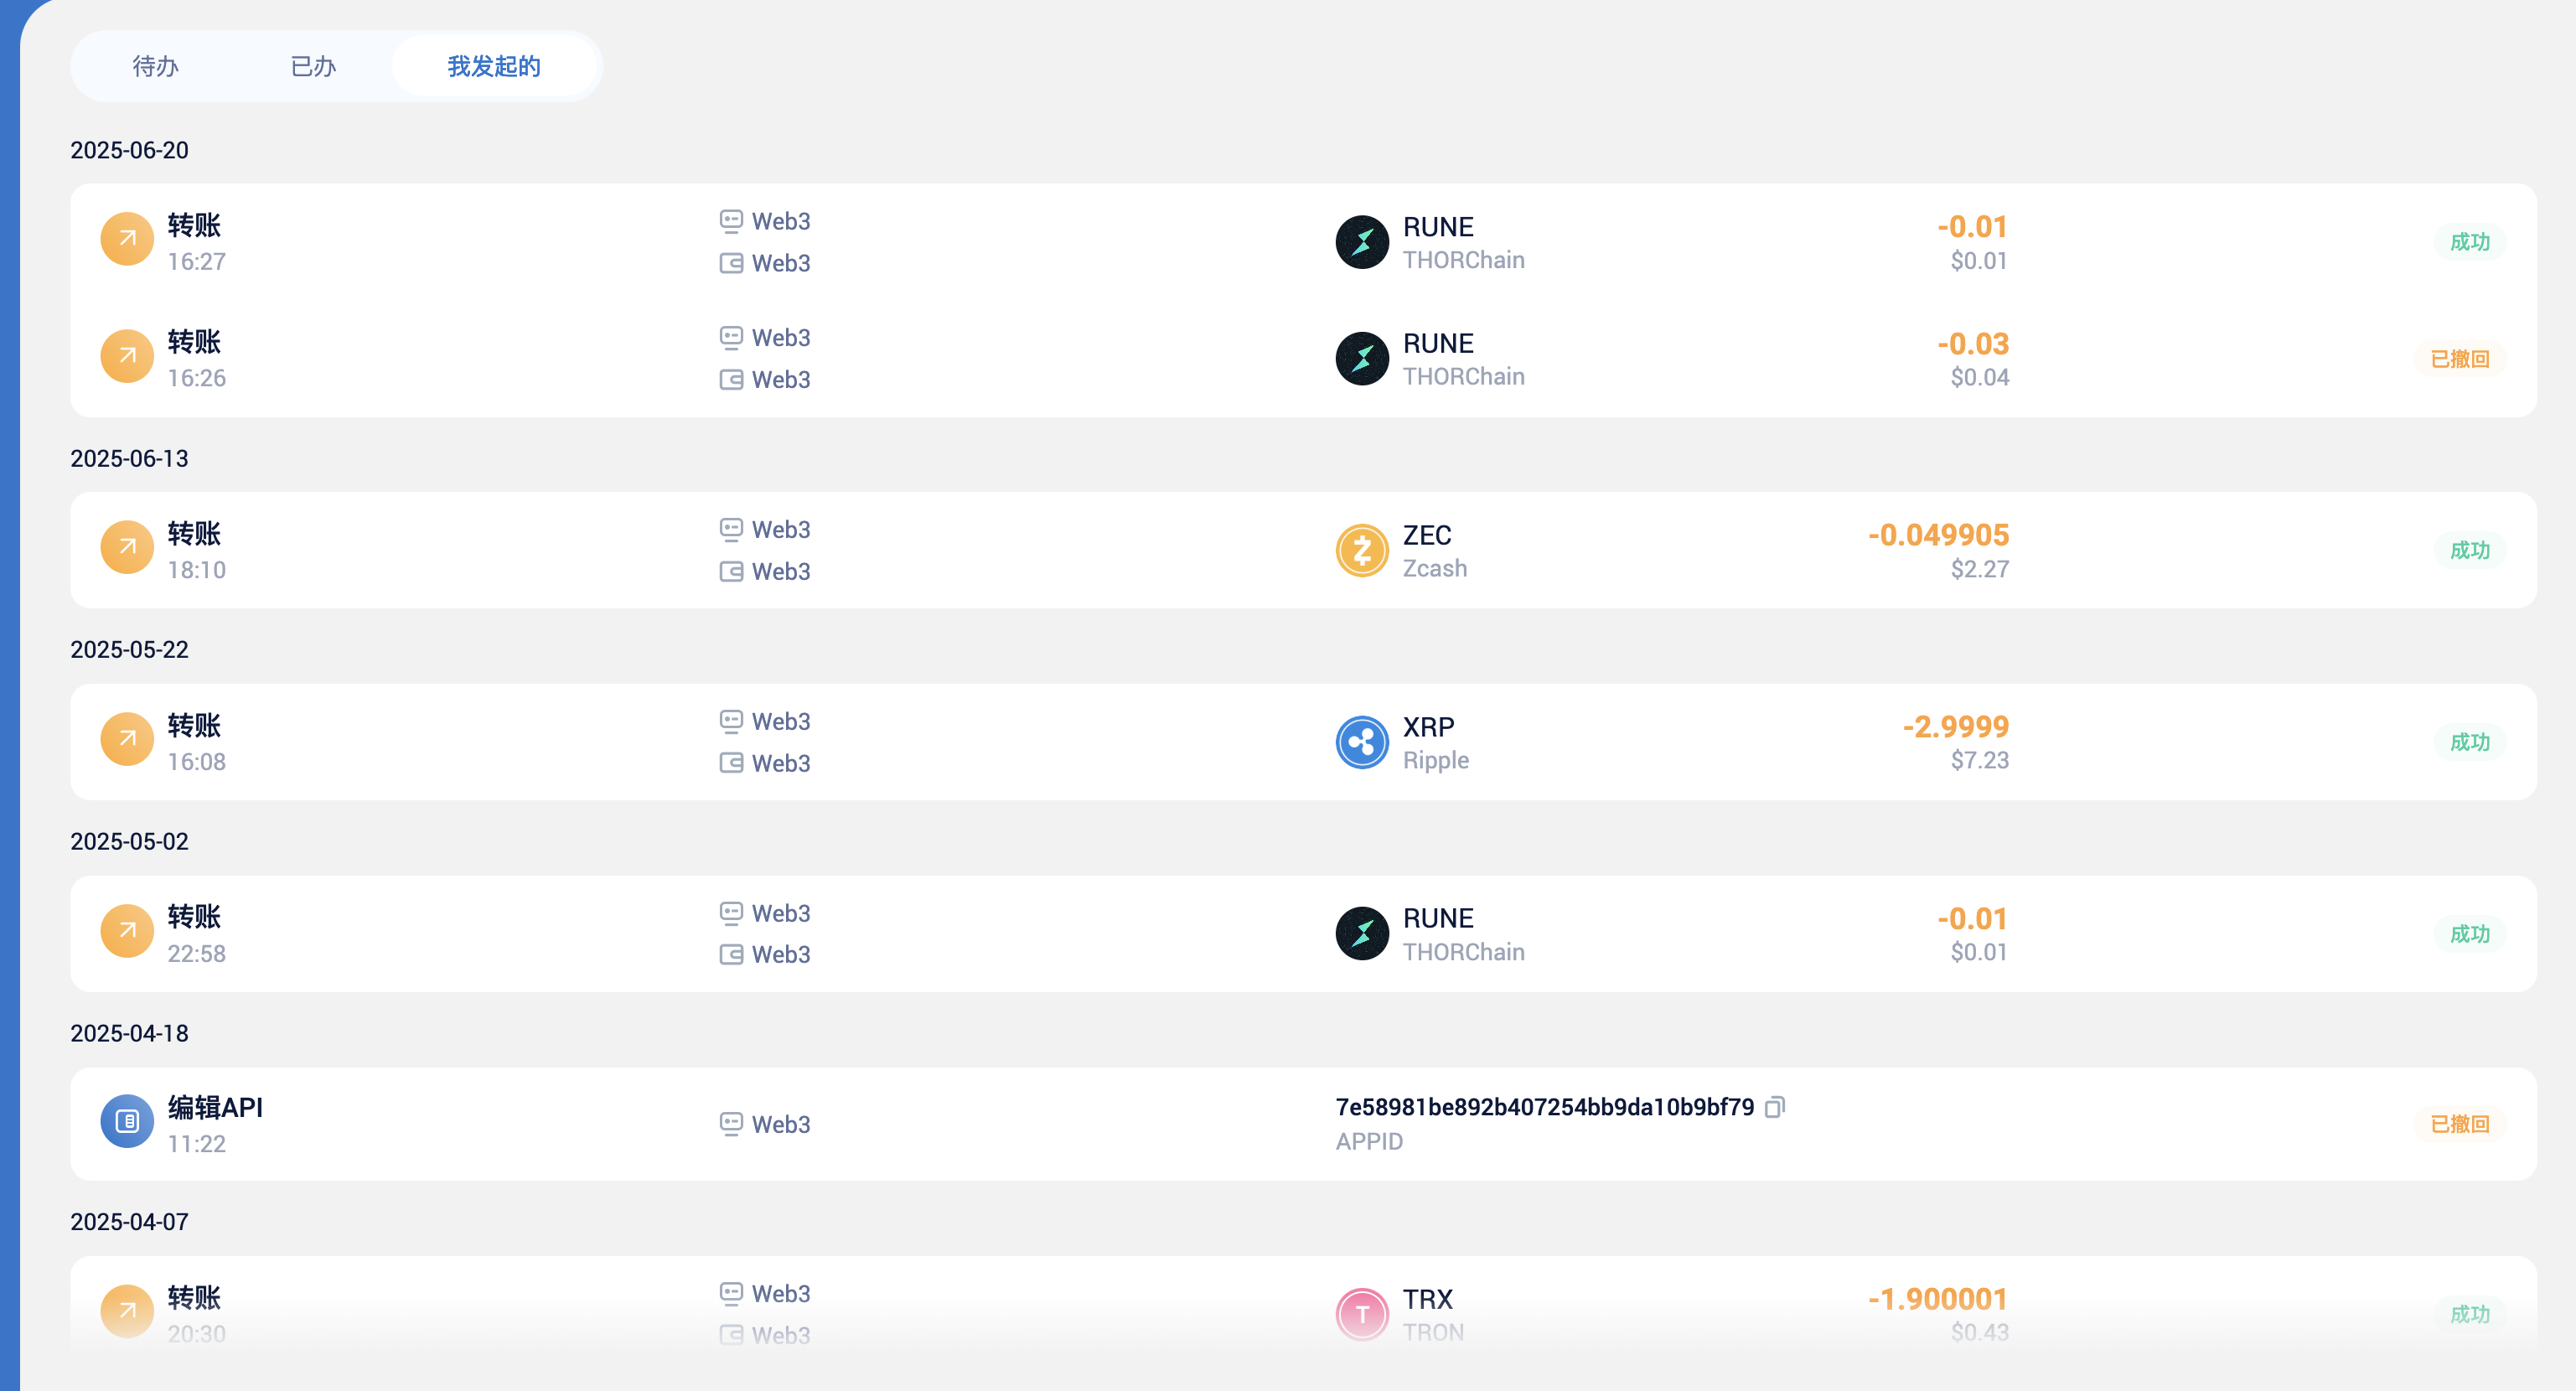 待办 已办 我发起的
2025-06-20
转账 Web3 RUNE -0.01 成功
16:27 Web3 THORChain $0.01
转账 Web3 RUNE -0.03 已撤回
16:26 Web3 THORChain $0.04
2025-06-13
转账 Web3 ZEC -0.049905 成功
18:10 Web3 Zcash $2.27
2025-05-22
转账 Web3 XRP -2.9999 成功
16:08 Web3 Ripple $7.23
2025-05-02
转账 Web3 RUNE -0.01 成功
22:58 Web3 THORChain $0.01
2025-04-18
编辑API Web3 7e58981be892b407254bb9da10b9bf79 已撤回
11:22 APPID
2025-04-07
转账 Web3 TRX -1.900001 成功
20:30 Web3 TRON $0.43